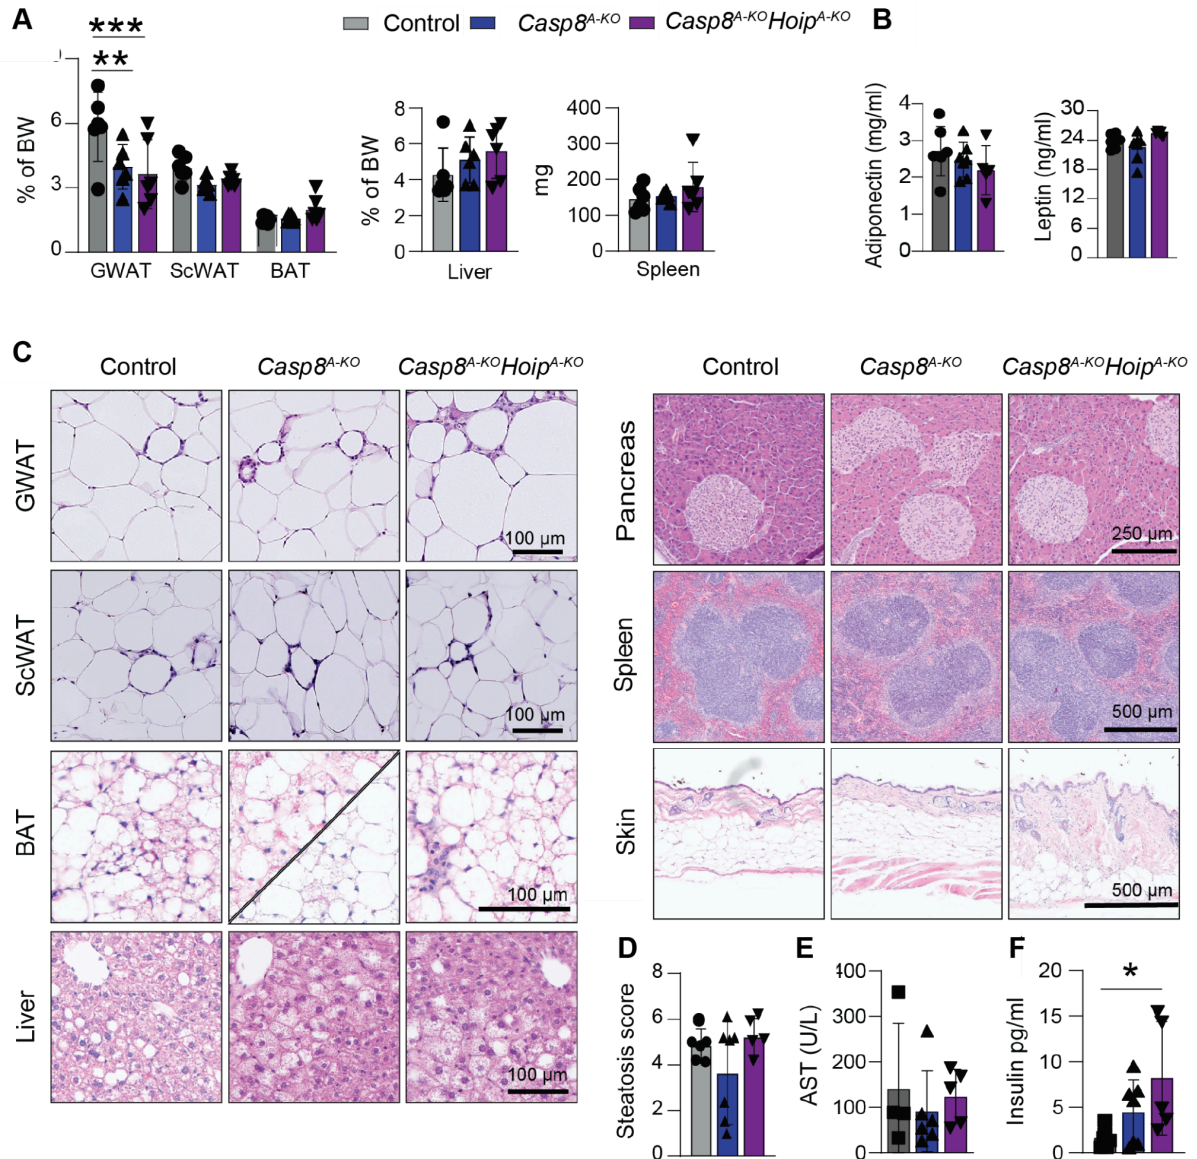 A
Control Casp8A-KO Casp8A-KOHoipA-KO
B
***
**
% of BW
6
3
0
GWAT ScWAT BAT
% of BW
8
6
4
2
0
Liver
mg
400
300
200
100
0
Spleen
Adiponectin (mg/ml)
4
3
2
1
0
Leptin (ng/ml)
30
24
18
12
6
0
C
Control Casp8A-KO Casp8A-KOHoipA-KO
GWAT
100 µm
ScWAT
100 µm
BAT
100 µm
Liver
100 µm
Control Casp8A-KO Casp8A-KOHoipA-KO
Pancreas
250 µm
Spleen
500 µm
Skin
500 µm
D
Steatosis score
8
6
4
2
0
E
AST (U/L)
400
300
200
100
0
F
Insulin pg/ml
20
15
10
5
0
*